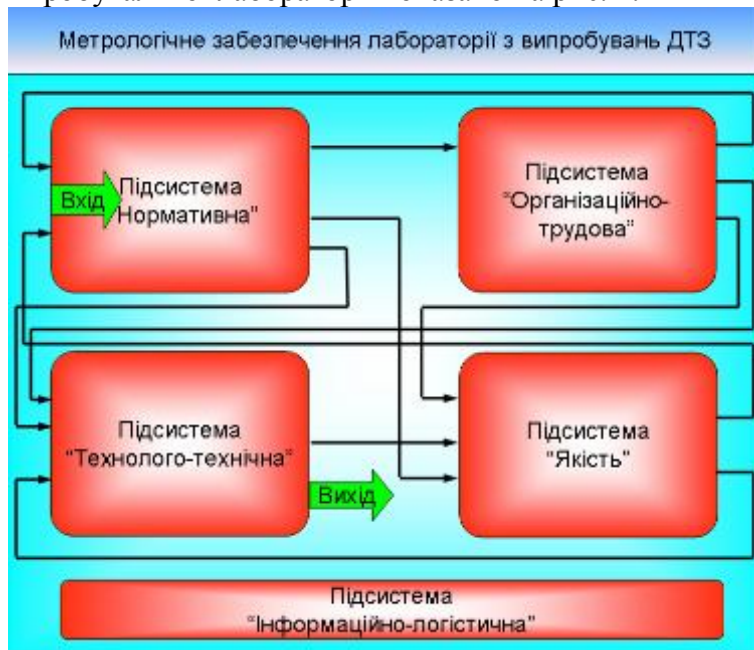 Метрологічне забезпечення лабораторії з випробувань ДТЗ
Вхід
Підсистема
Нормативна"
Підсистема
"Організаційно-
трудова"
Підсистема
"Технолого-технічна"
Вихід
Підсистема
"Якість"
Підсистема
"Інформаційно-логістична"